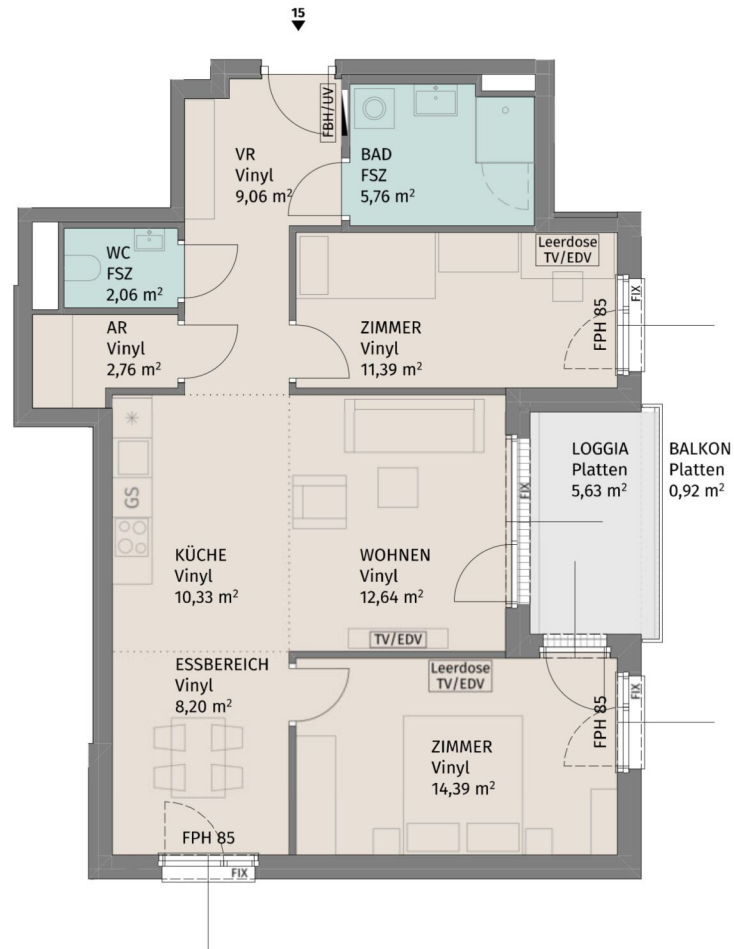 15
FBH/UV
VR
Vinyl
9,06 m²
BAD
FSZ
5,76 m²
WC
FSZ
2,06 m²
Leerdose
TV/EDV
FIX
FPH 85
AR
Vinyl
2,76 m²
ZIMMER
Vinyl
11,39 m²
GS
FIX
LOGGIA
Platten
5,63 m²
BALKON
Platten
0,92 m²
KÜCHE
Vinyl
10,33 m²
WOHNEN
Vinyl
12,64 m²
TV/EDV
ESSBEREICH
Vinyl
8,20 m²
Leerdose
TV/EDV
FIX
FPH 85
ZIMMER
Vinyl
14,39 m²
FPH 85
FIX